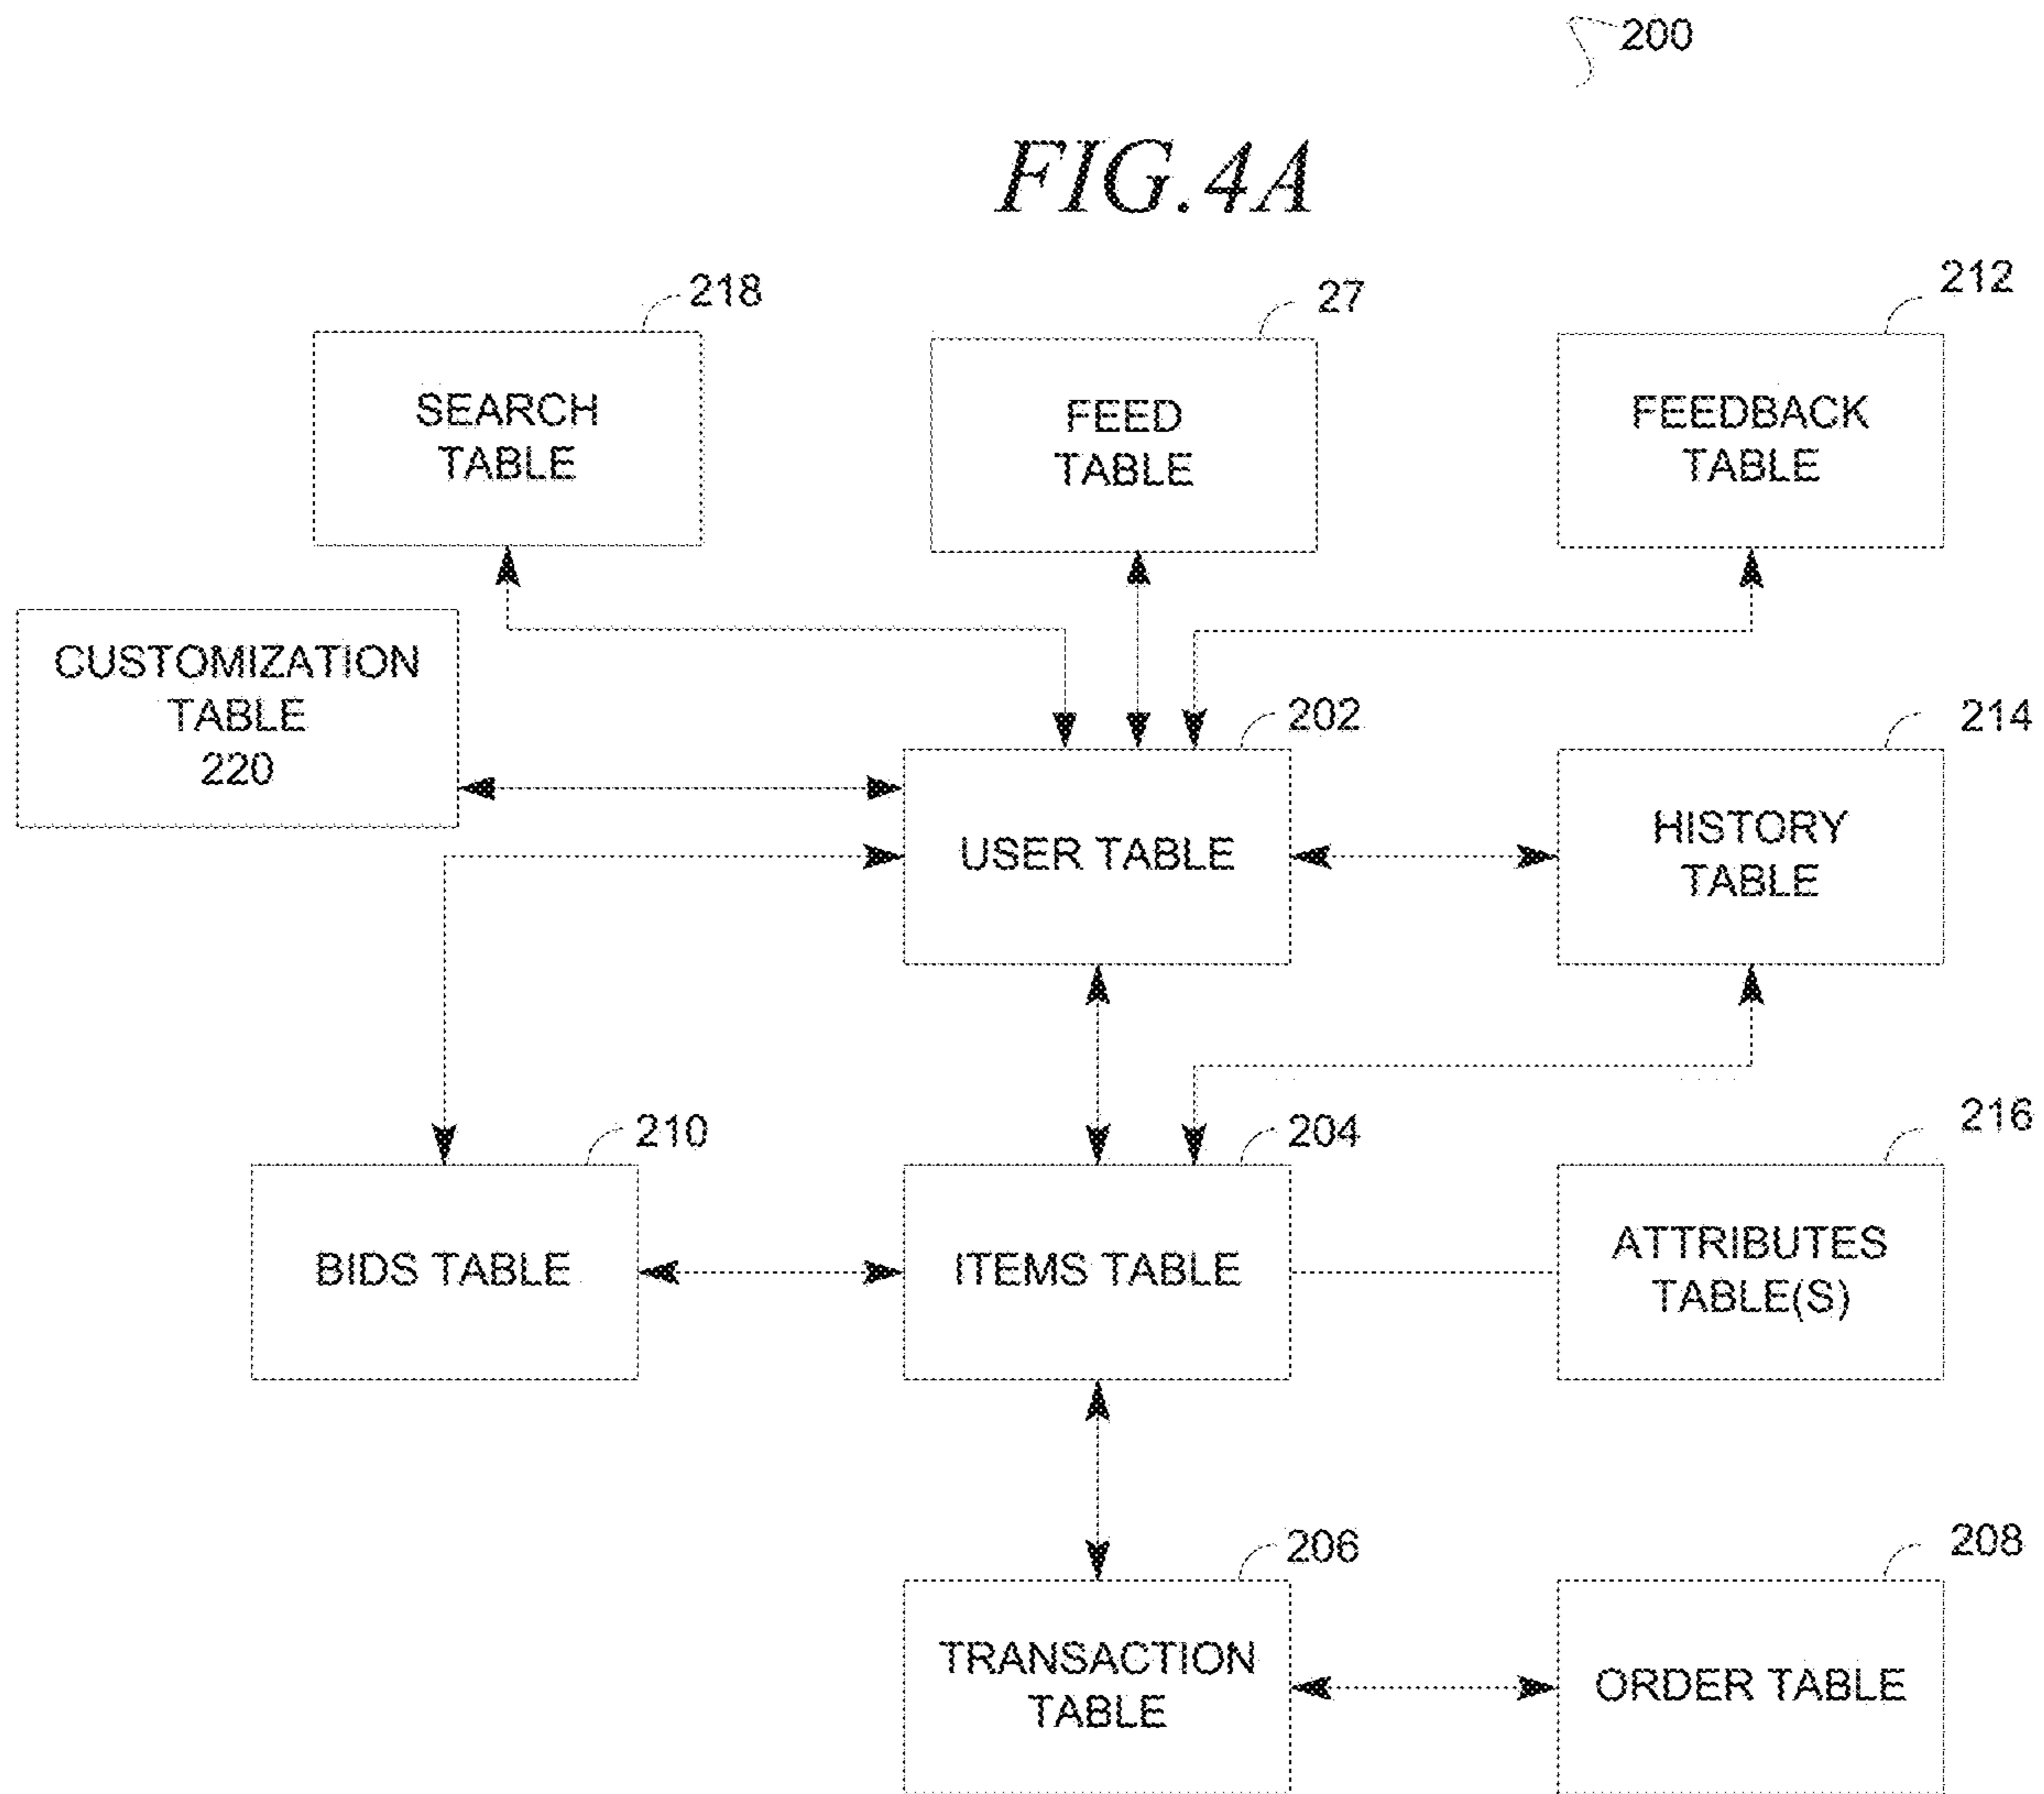 200
FIG.4A
218
27
212
SEARCH
TABLE
FEED
TABLE
FEEDBACK
TABLE
CUSTOMIZATION
TABLE
220
202
214
USER TABLE
HISTORY
TABLE
210
204
216
BIDS TABLE
ITEMS TABLE
ATTRIBUTES
TABLE(S)
206
208
TRANSACTION
TABLE
ORDER TABLE